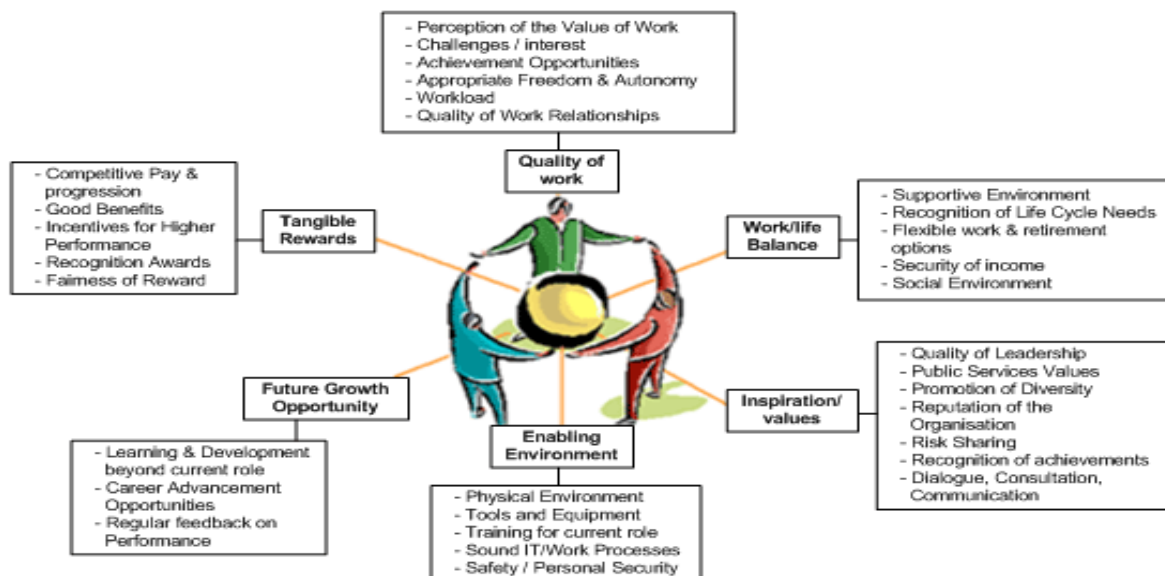 - Perception of the Value of Work
- Challenges / interest
- Achievement Opportunities
- Appropriate Freedom & Autonomy
- Workload
- Quality of Work Relationships
Quality of
work
- Competitive Pay &
progression
- Good Benefits
- Incentives for Higher
Performance
- Recognition Awards
- Fairness of Reward
Tangible
Rewards
Work/life
Balance
- Supportive Environment
- Recognition of Life Cycle Needs
- Flexible work & retirement
options
- Security of income
- Social Environment
Future Growth
Opportunity
- Learning & Development
beyond current role
- Career Advancement
Opportunities
- Regular feedback on
Performance
Enabling
Environment
- Physical Environment
- Tools and Equipment
- Training for current role
- Sound IT/Work Processes
- Safety / Personal Security
Inspiration/
values
- Quality of Leadership
- Public Services Values
- Promotion of Diversity
- Reputation of the
Organisation
- Risk Sharing
- Recognition of achievements
- Dialogue, Consultation,
Communication